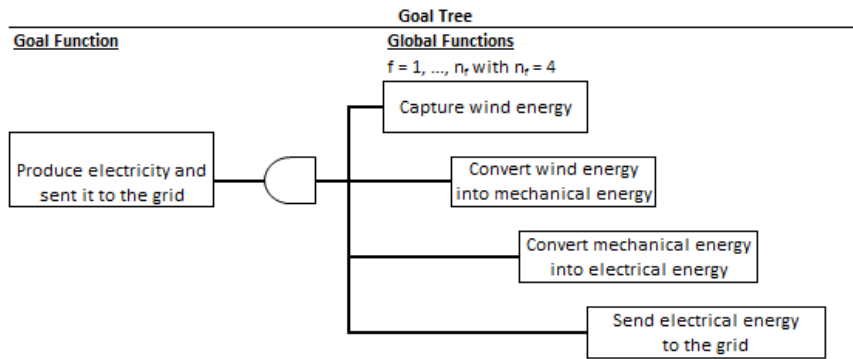 Goal Tree
Goal Function
Global Functions
f = 1, ..., nf with nf = 4
Capture wind energy
Produce electricity and
sent it to the grid
Convert wind energy
into mechanical energy
Convert mechanical energy
into electrical energy
Send electrical energy
to the grid